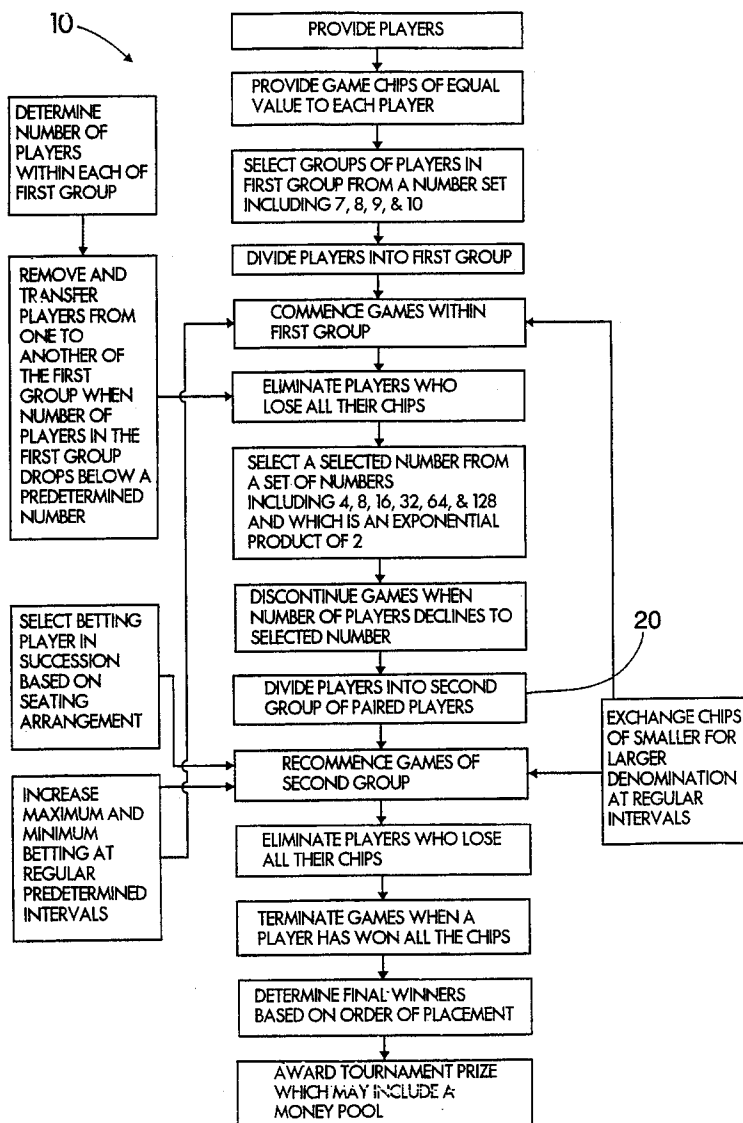 10
PROVIDE PLAYERS
PROVIDE GAME CHIPS OF EQUAL
VALUE TO EACH PLAYER
DETERMINE
NUMBER OF
PLAYERS
WITHIN EACH OF
FIRST GROUP
SELECT GROUPS OF PLAYERS IN
FIRST GROUP FROM A NUMBER SET
INCLUDING 7, 8, 9, & 10
DIVIDE PLAYERS INTO FIRST GROUP
REMOVE AND
TRANSFER
PLAYERS FROM
ONE TO
ANOTHER OF
THE FIRST
GROUP WHEN
NUMBER OF
PLAYERS IN THE
FIRST GROUP
DROPS BELOW A
PREDETERMINED
NUMBER
COMMENCE GAMES WITHIN
FIRST GROUP
ELIMINATE PLAYERS WHO
LOSE ALL THEIR CHIPS
SELECT A SELECTED NUMBER FROM
A SET OF NUMBERS
INCLUDING 4, 8, 16, 32, 64, & 128
AND WHICH IS AN EXPONENTIAL
PRODUCT OF 2
DISCONTINUE GAMES WHEN
NUMBER OF PLAYERS DECLINES TO
SELECTED NUMBER
20
SELECT BETTING
PLAYER IN
SUCCESSION
BASED ON
SEATING
ARRANGEMENT
DIVIDE PLAYERS INTO SECOND
GROUP OF PAIRED PLAYERS
EXCHANGE CHIPS
OF SMALLER FOR
LARGER
DENOMINATION
AT REGULAR
INTERVALS
RECOMMENCE GAMES OF
SECOND GROUP
INCREASE
MAXIMUM AND
MINIMUM
BETTING AT
REGULAR
PREDETERMINED
INTERVALS
ELIMINATE PLAYERS WHO LOSE
ALL THEIR CHIPS
TERMINATE GAMES WHEN A
PLAYER HAS WON ALL THE CHIPS
DETERMINE FINAL WINNERS
BASED ON ORDER OF PLACEMENT
AWARD TOURNAMENT PRIZE
WHICH MAY INCLUDE A
MONEY POOL